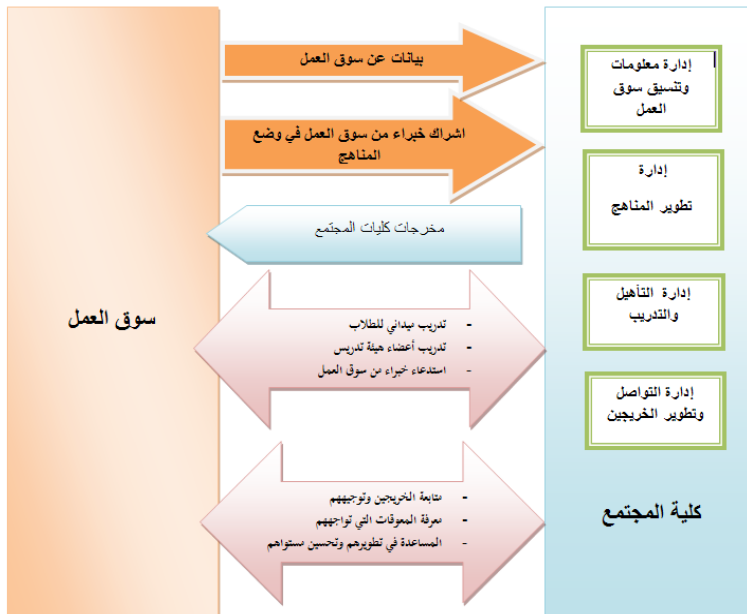 بيانات عن سوق العمل
اشراك خبراء من سوق العمل في وضع
المناهج
مخرجات كليات المجتمع
- تدريب ميداني للطلاب
- تدريب أعضاء هيئة تدريس
- استدعاء خبراء من سوق العمل
- متابعة الخريجين وتوجيههم
- معرفة المعوقات التي تواجههم
- المساعدة في تطويرهم وتحسين مستواهم
إدارة معلومات
وتنسيق سوق
العمل
إدارة
تطوير المناهج
إدارة التأهيل
والتدريب
إدارة التواصل
وتطوير الخريجين
كلية المجتمع
سوق العمل